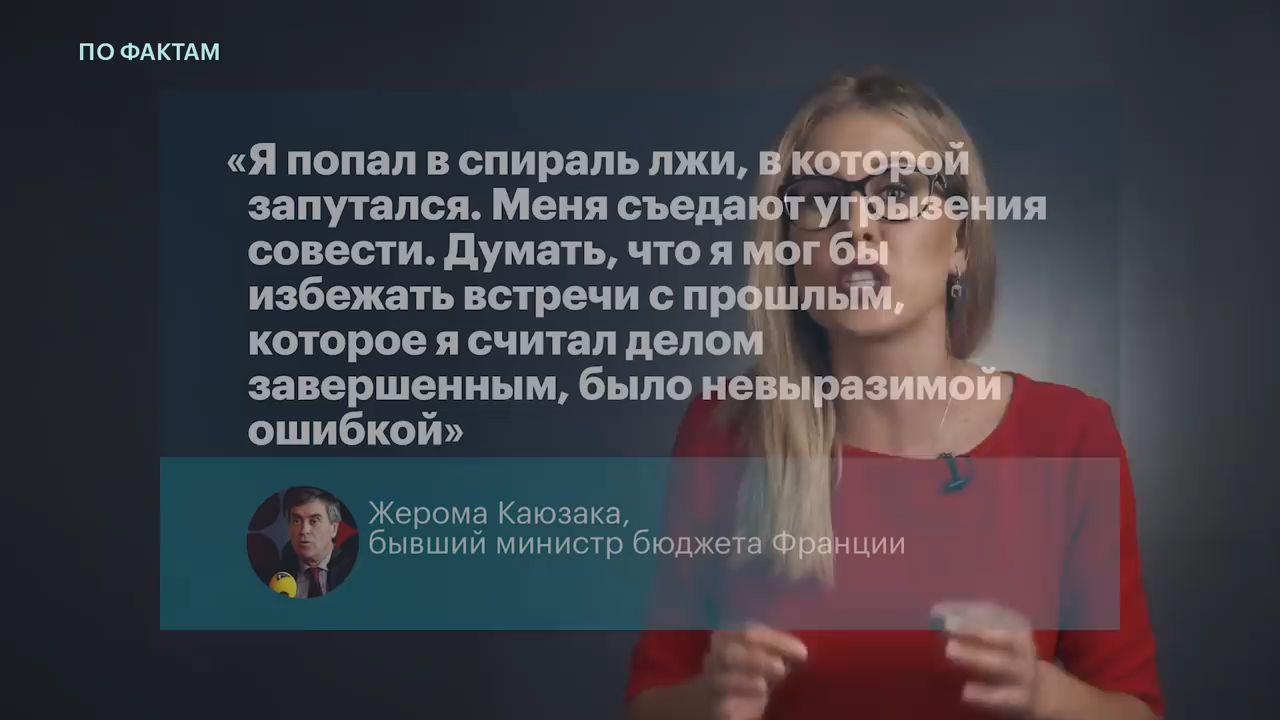 ПО ФАКТАМ
«Я попал в спираль лжи, в которой
запутался. Меня съедают угрызения
совести. Думать, что я мог бы
избежать встречи с прошлым,
которое я считал делом
завершенным, было невыразимой
ошибкой»
Жерома Каюзака,
бывший министр бюджета Франции